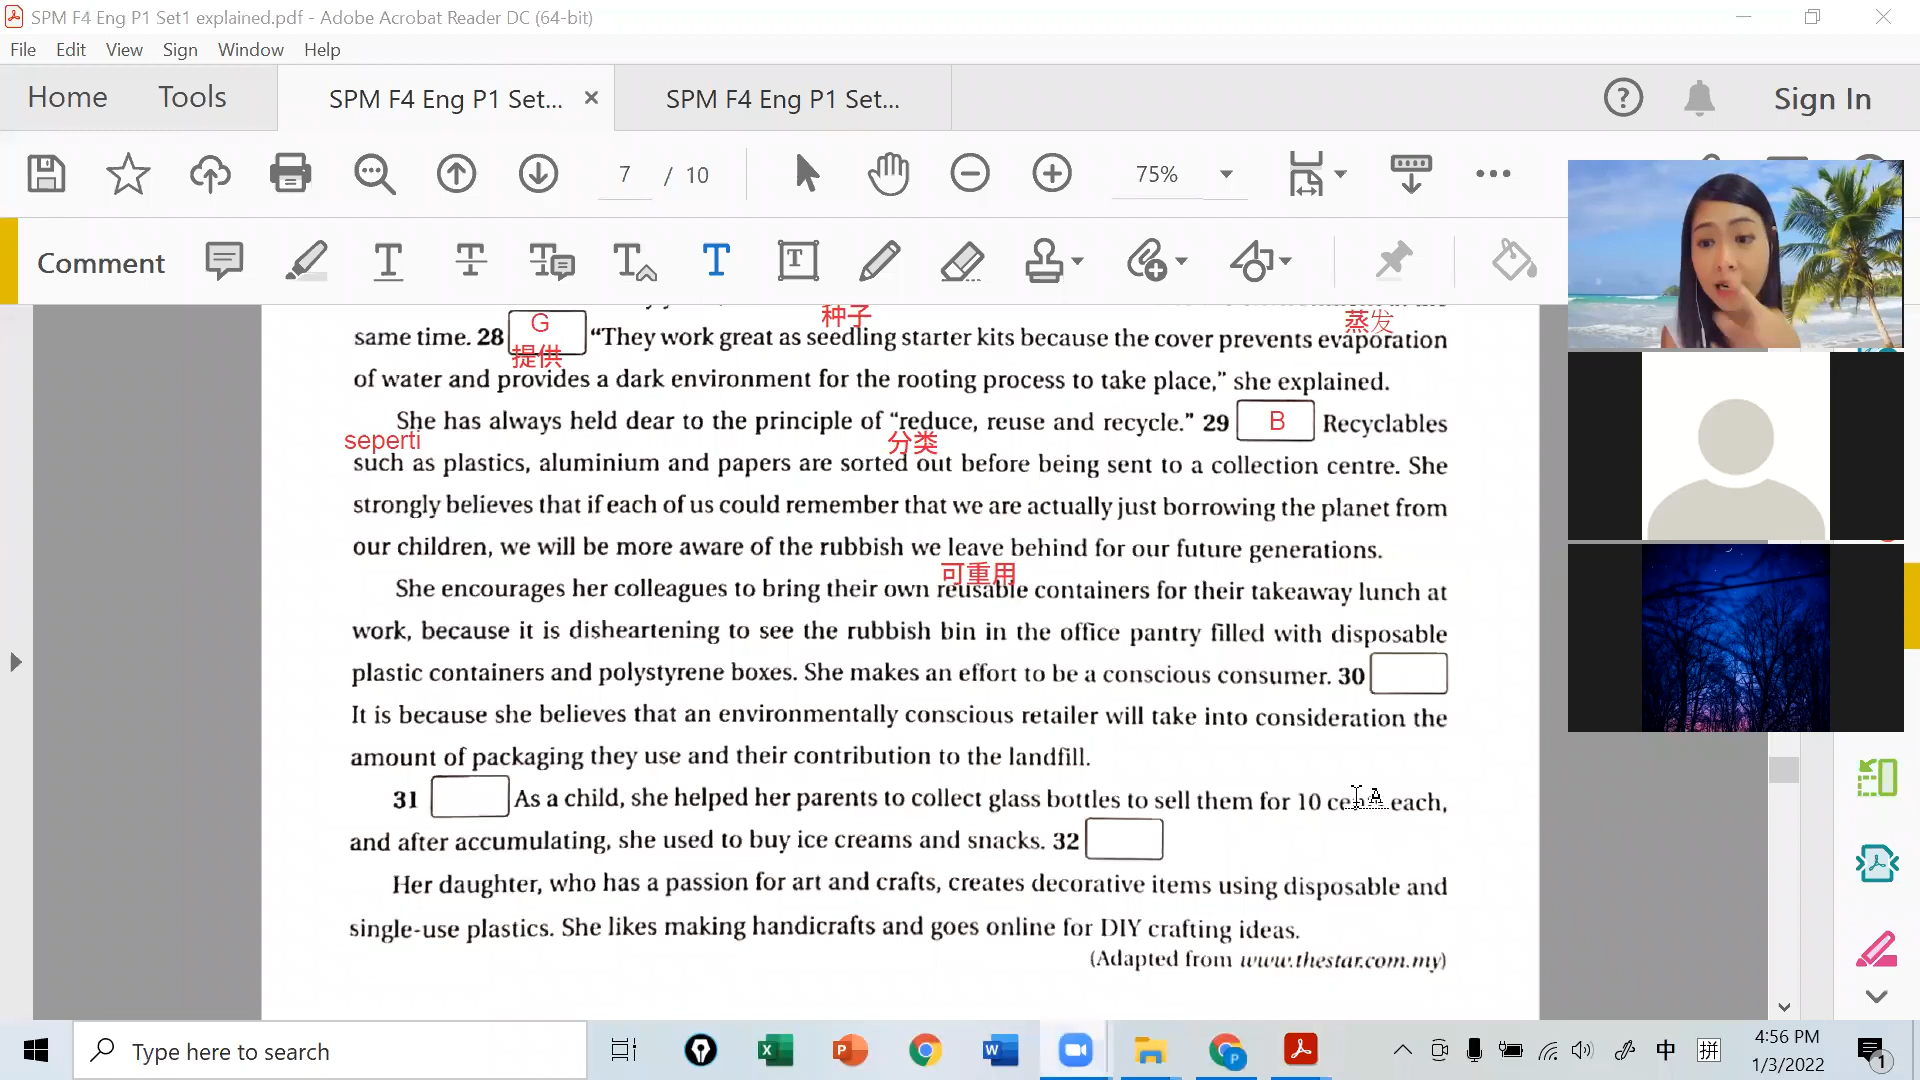 SPM F4 Eng P1 Set1 explained.pdf - Adobe Acrobat Reader DC (64-bit)
File Edit View Sign Window Help
Home Tools SPM F4 Eng P1 Set... × SPM F4 Eng P1 Set... Sign In
7 / 10 75%
Comment
种子 蒸发
same time. 28 G “They work great as seedling starter kits because the cover prevents evaporation
提供
of water and provides a dark environment for the rooting process to take place,” she explained.
She has always held dear to the principle of “reduce, reuse and recycle.” 29 B Recyclables
seperti 分类
such as plastics, aluminium and papers are sorted out before being sent to a collection centre. She
strongly believes that if each of us could remember that we are actually just borrowing the planet from
our children, we will be more aware of the rubbish we leave behind for our future generations.
可重用
She encourages her colleagues to bring their own reusable containers for their takeaway lunch at
work, because it is disheartening to see the rubbish bin in the office pantry filled with disposable
plastic containers and polystyrene boxes. She makes an effort to be a conscious consumer. 30
It is because she believes that an environmentally conscious retailer will take into consideration the
amount of packaging they use and their contribution to the landfill.
31 As a child, she helped her parents to collect glass bottles to sell them for 10 cents each,
and after accumulating, she used to buy ice creams and snacks. 32
Her daughter, who has a passion for art and crafts, creates decorative items using disposable and
single-use plastics. She likes making handicrafts and goes online for DIY crafting ideas.
(Adapted from www.thestar.com.my)
Type here to search
中 拼 4:56 PM
1/3/2022 1